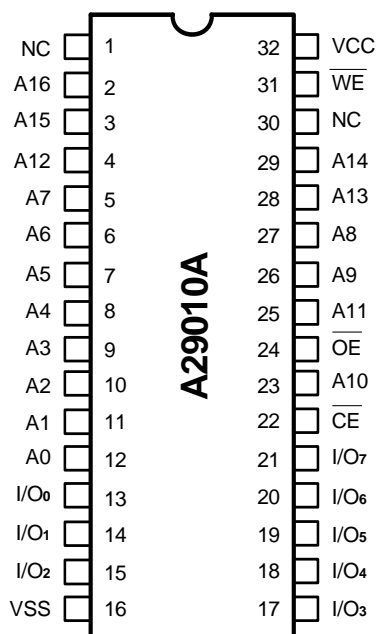 NC 1 32 VCC
A16 2 31 W̅E̅
A15 3 30 NC
A12 4 29 A14
A7 5 28 A13
A6 6 27 A8
A5 7 26 A9
A4 8 25 A11
A3 9 24 O̅E̅
A2 10 23 A10
A1 11 22 C̅E̅
A0 12 21 I/O₇
I/O₀ 13 20 I/O₆
I/O₁ 14 19 I/O₅
I/O₂ 15 18 I/O₄
VSS 16 17 I/O₃
A29010A